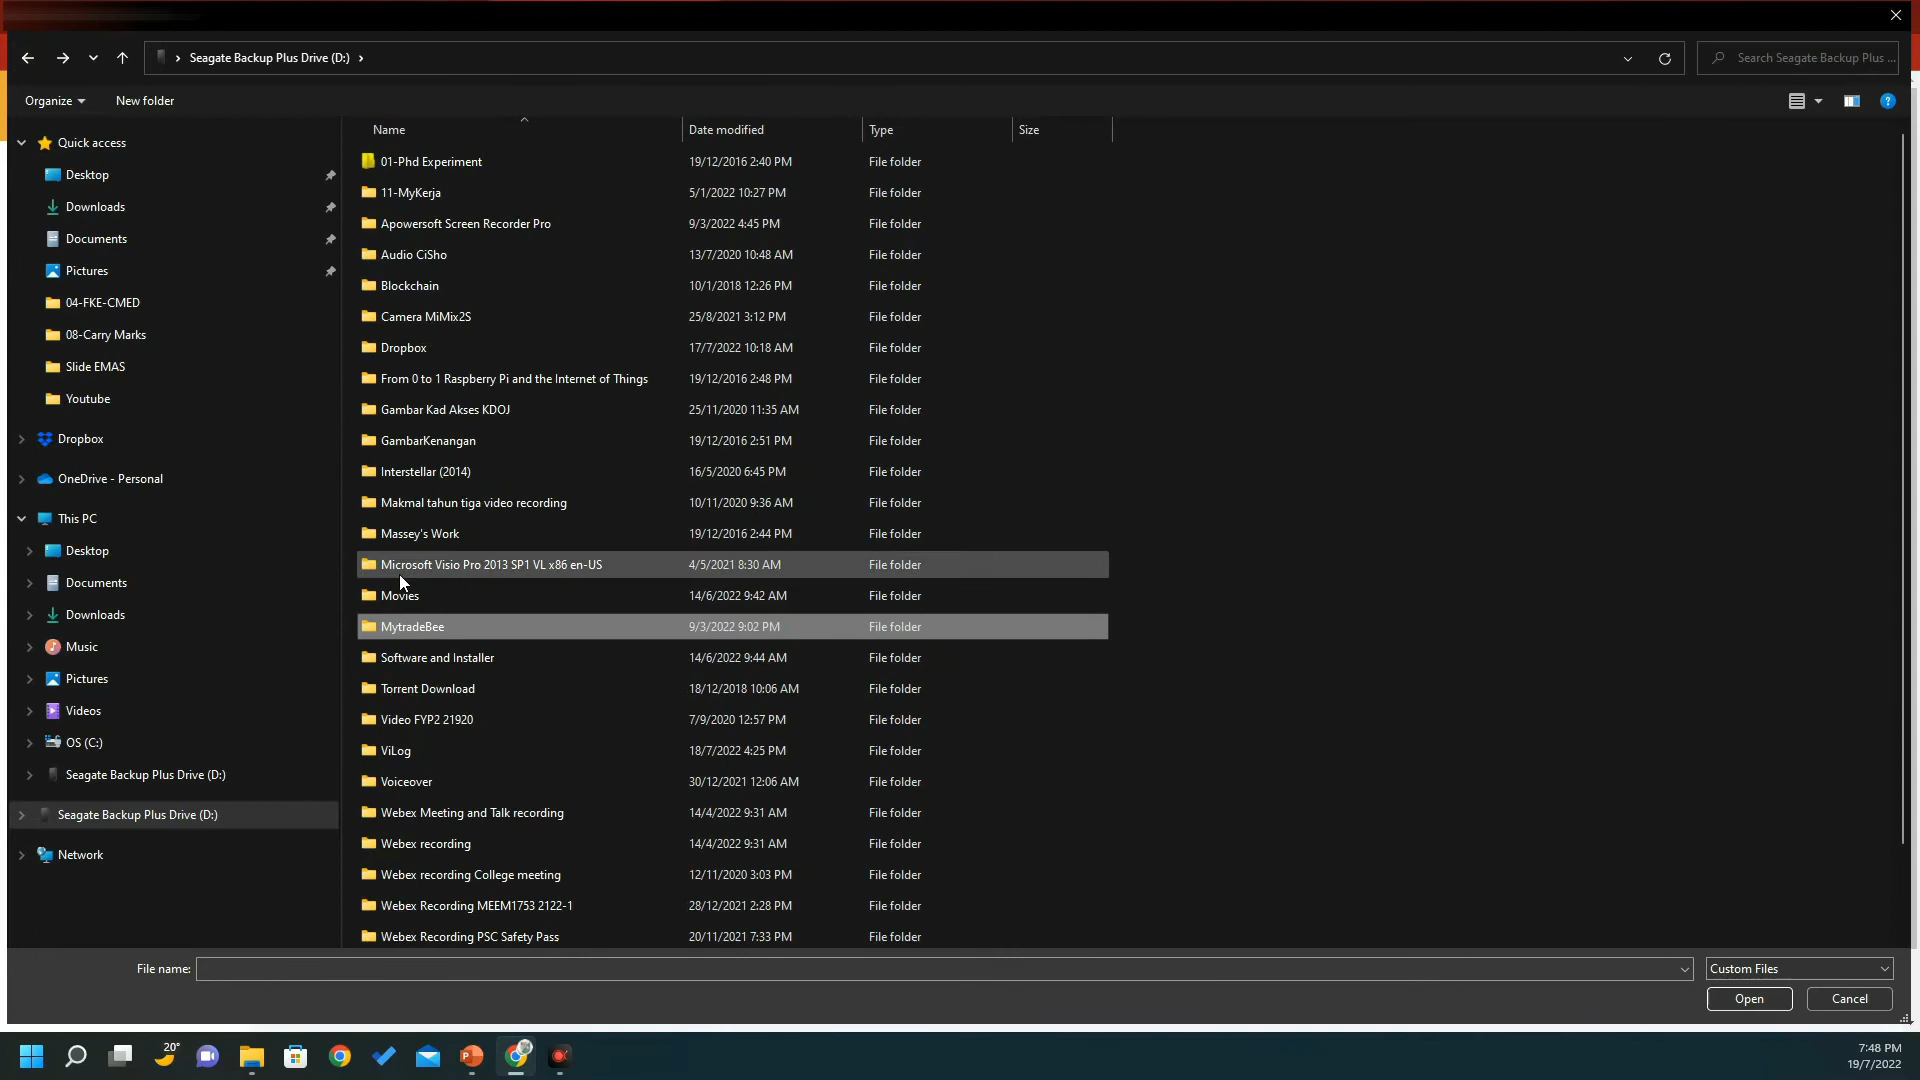 Seagate Backup Plus Drive (D:)
Search Seagate Backup Plus ...
Organize
New folder
Name
Date modified
Type
Size
Quick access
Desktop
Downloads
Documents
Pictures
04-FKE-CMED
08-Carry Marks
Slide EMAS
Youtube
Dropbox
OneDrive - Personal
This PC
Desktop
Documents
Downloads
Music
Pictures
Videos
OS (C:)
Seagate Backup Plus Drive (D:)
Seagate Backup Plus Drive (D:)
Network
01-Phd Experiment 19/12/2016 2:40 PM File folder
11-MyKerja 5/1/2022 10:27 PM File folder
Apowersoft Screen Recorder Pro 9/3/2022 4:45 PM File folder
Audio CiSho 13/7/2020 10:48 AM File folder
Blockchain 10/1/2018 12:26 PM File folder
Camera MiMix2S 25/8/2021 3:12 PM File folder
Dropbox 17/7/2022 10:18 AM File folder
From 0 to 1 Raspberry Pi and the Internet of Things 19/12/2016 2:48 PM File folder
Gambar Kad Akses KDOJ 25/11/2020 11:35 AM File folder
GambarKenangan 19/12/2016 2:51 PM File folder
Interstellar (2014) 16/5/2020 6:45 PM File folder
Makmal tahun tiga video recording 10/11/2020 9:36 AM File folder
Massey's Work 19/12/2016 2:44 PM File folder
Microsoft Visio Pro 2013 SP1 VL x86 en-US 4/5/2021 8:30 AM File folder
Movies 14/6/2022 9:42 AM File folder
MytradeBee 9/3/2022 9:02 PM File folder
Software and Installer 14/6/2022 9:44 AM File folder
Torrent Download 18/12/2018 10:06 AM File folder
Video FYP2 21920 7/9/2020 12:57 PM File folder
ViLog 18/7/2022 4:25 PM File folder
Voiceover 30/12/2021 12:06 AM File folder
Webex Meeting and Talk recording 14/4/2022 9:31 AM File folder
Webex recording 14/4/2022 9:31 AM File folder
Webex recording College meeting 12/11/2020 3:03 PM File folder
Webex Recording MEEM1753 2122-1 28/12/2021 2:28 PM File folder
Webex Recording PSC Safety Pass 20/11/2021 7:33 PM File folder
File name:
Custom Files
Open
Cancel
20°
7:48 PM
19/7/2022